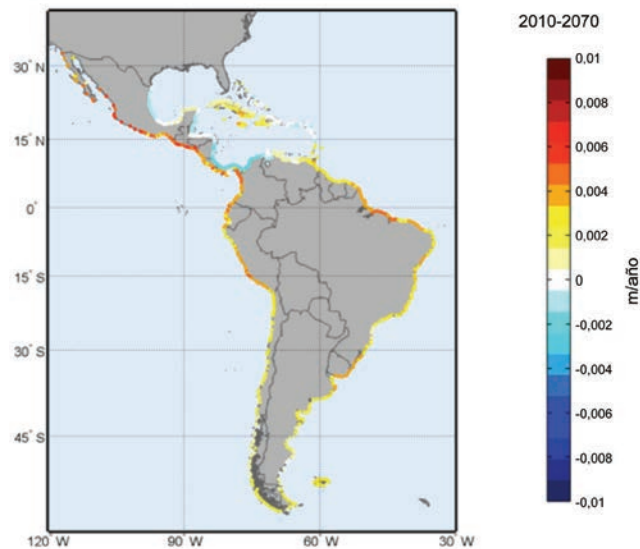 2010-2070
30° N
15° N
0°
15° S
30° S
45° S
120 W
90 W
60 W
30 W
0,01
0,008
0,006
0,004
0,002
0
-0,002
-0,004
-0,006
-0,008
-0,01
m/año